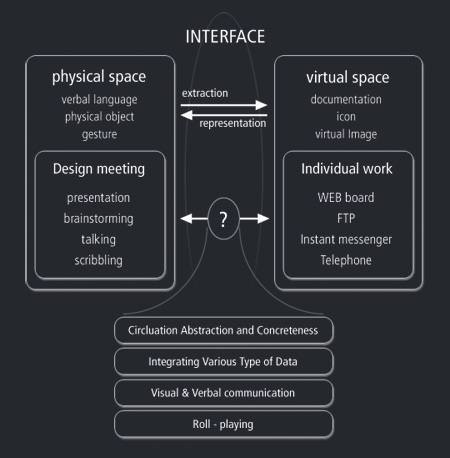 INTERFACE
physical space
verbal language
physical object
gesture
Design meeting
presentation
brainstorming
talking
scribbling
extraction
representation
?
virtual space
documentation
icon
virtual Image
Individual work
WEB board
FTP
Instant messenger
Telephone
Circluation Abstraction and Concreteness
Integrating Various Type of Data
Visual & Verbal communication
Roll - playing